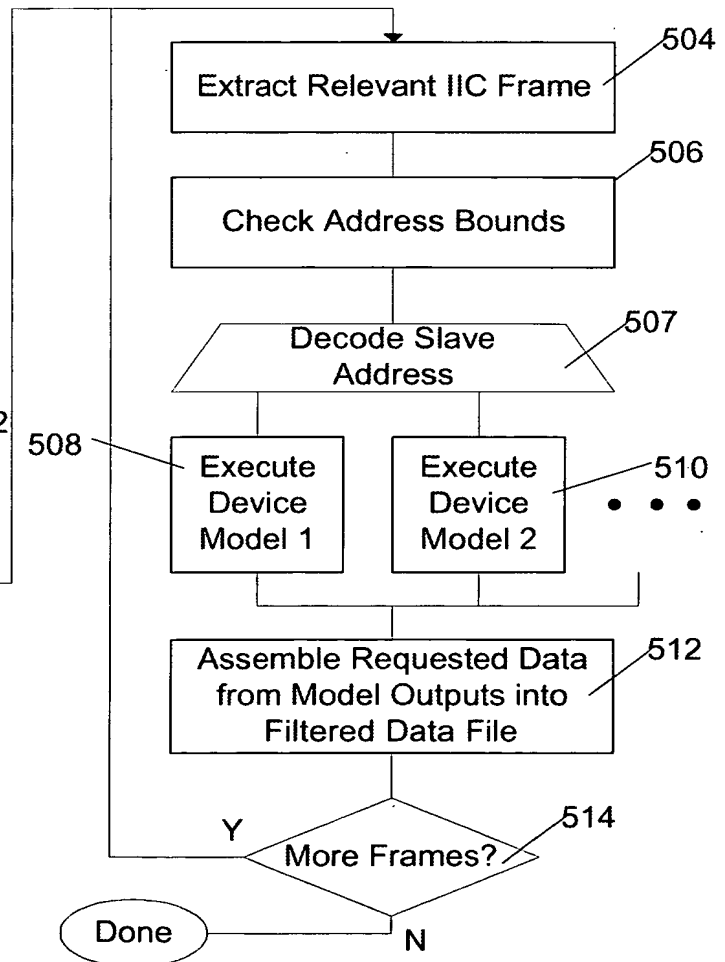 504
Extract Relevant IIC Frame
506
Check Address Bounds
507
Decode Slave
Address
2
508
Execute
Device
Model 1
Execute
Device
Model 2
510
• • •
Assemble Requested Data
from Model Outputs into
Filtered Data File
512
Y
More Frames?
514
Done
N